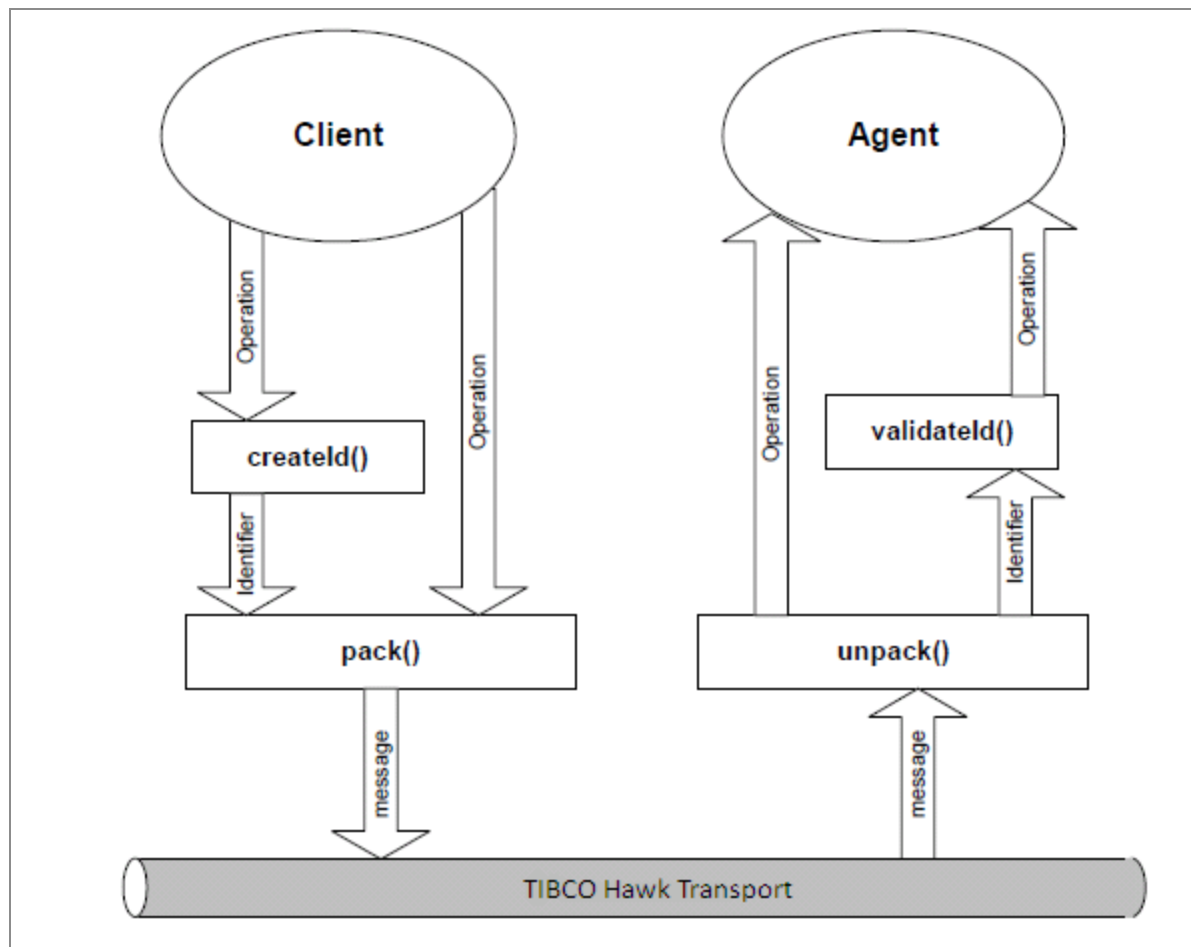 Client
Agent
Operation
Operation
Operation
Operation
createId()
validateId()
Identifier
Identifier
pack()
unpack()
message
message
TIBCO Hawk Transport